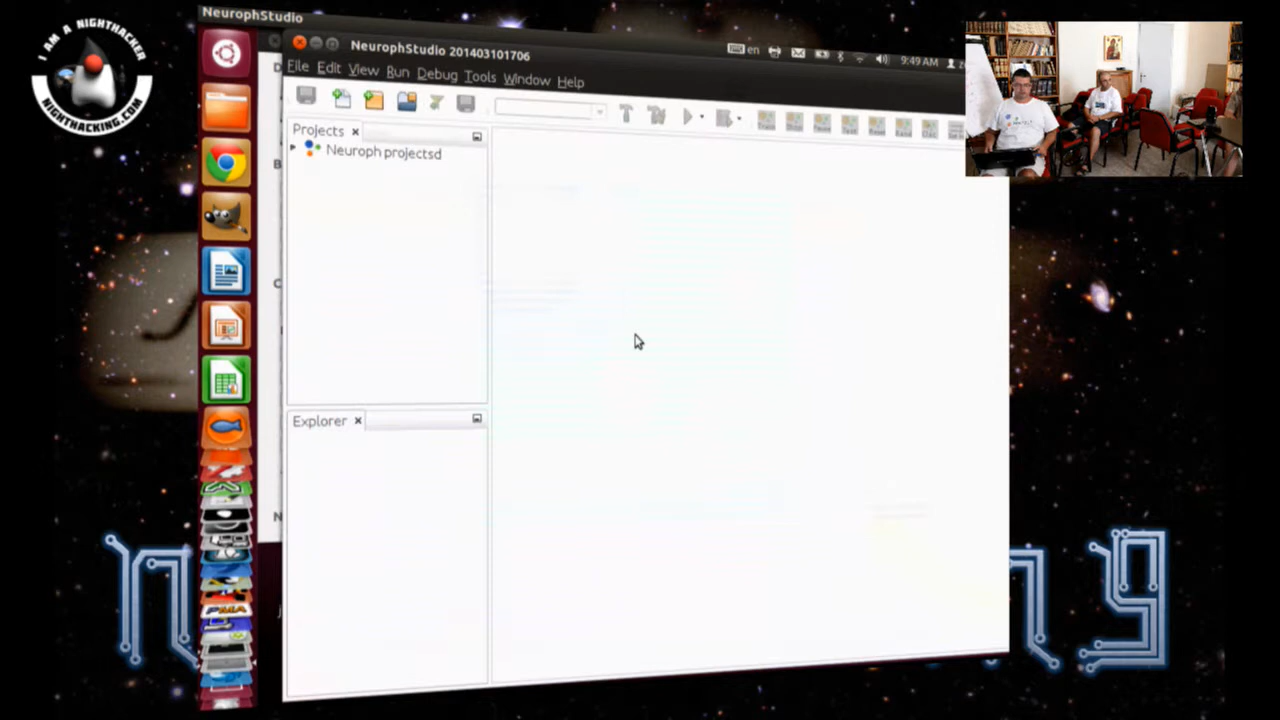 NeurophStudio
I AM A NIGHTHACKER
NIGHTHACKING.COM
NeurophStudio 201403101706
en
9:49 AM
File Edit View Run Debug Tools Window Help
Projects
Neuroph projectsd
Explorer